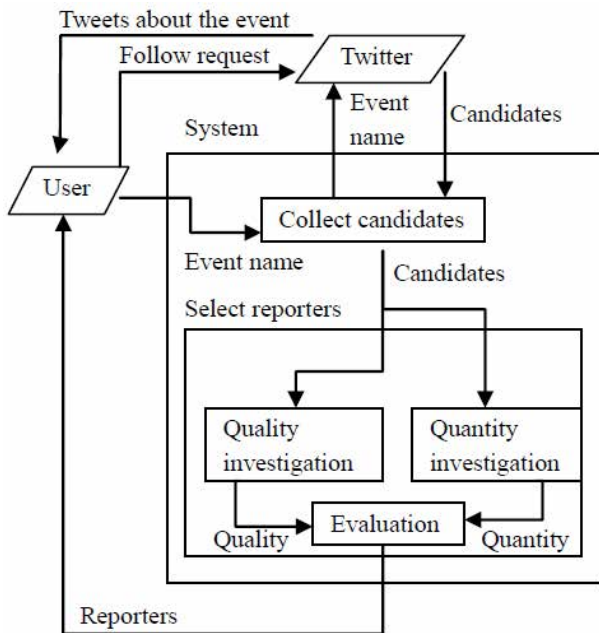 Tweets about the event
Twitter
Follow request
Event
name
Candidates
System
User
Collect candidates
Event name
Candidates
Select reporters
Quality
investigation
Quantity
investigation
Evaluation
Quality
Quantity
Reporters